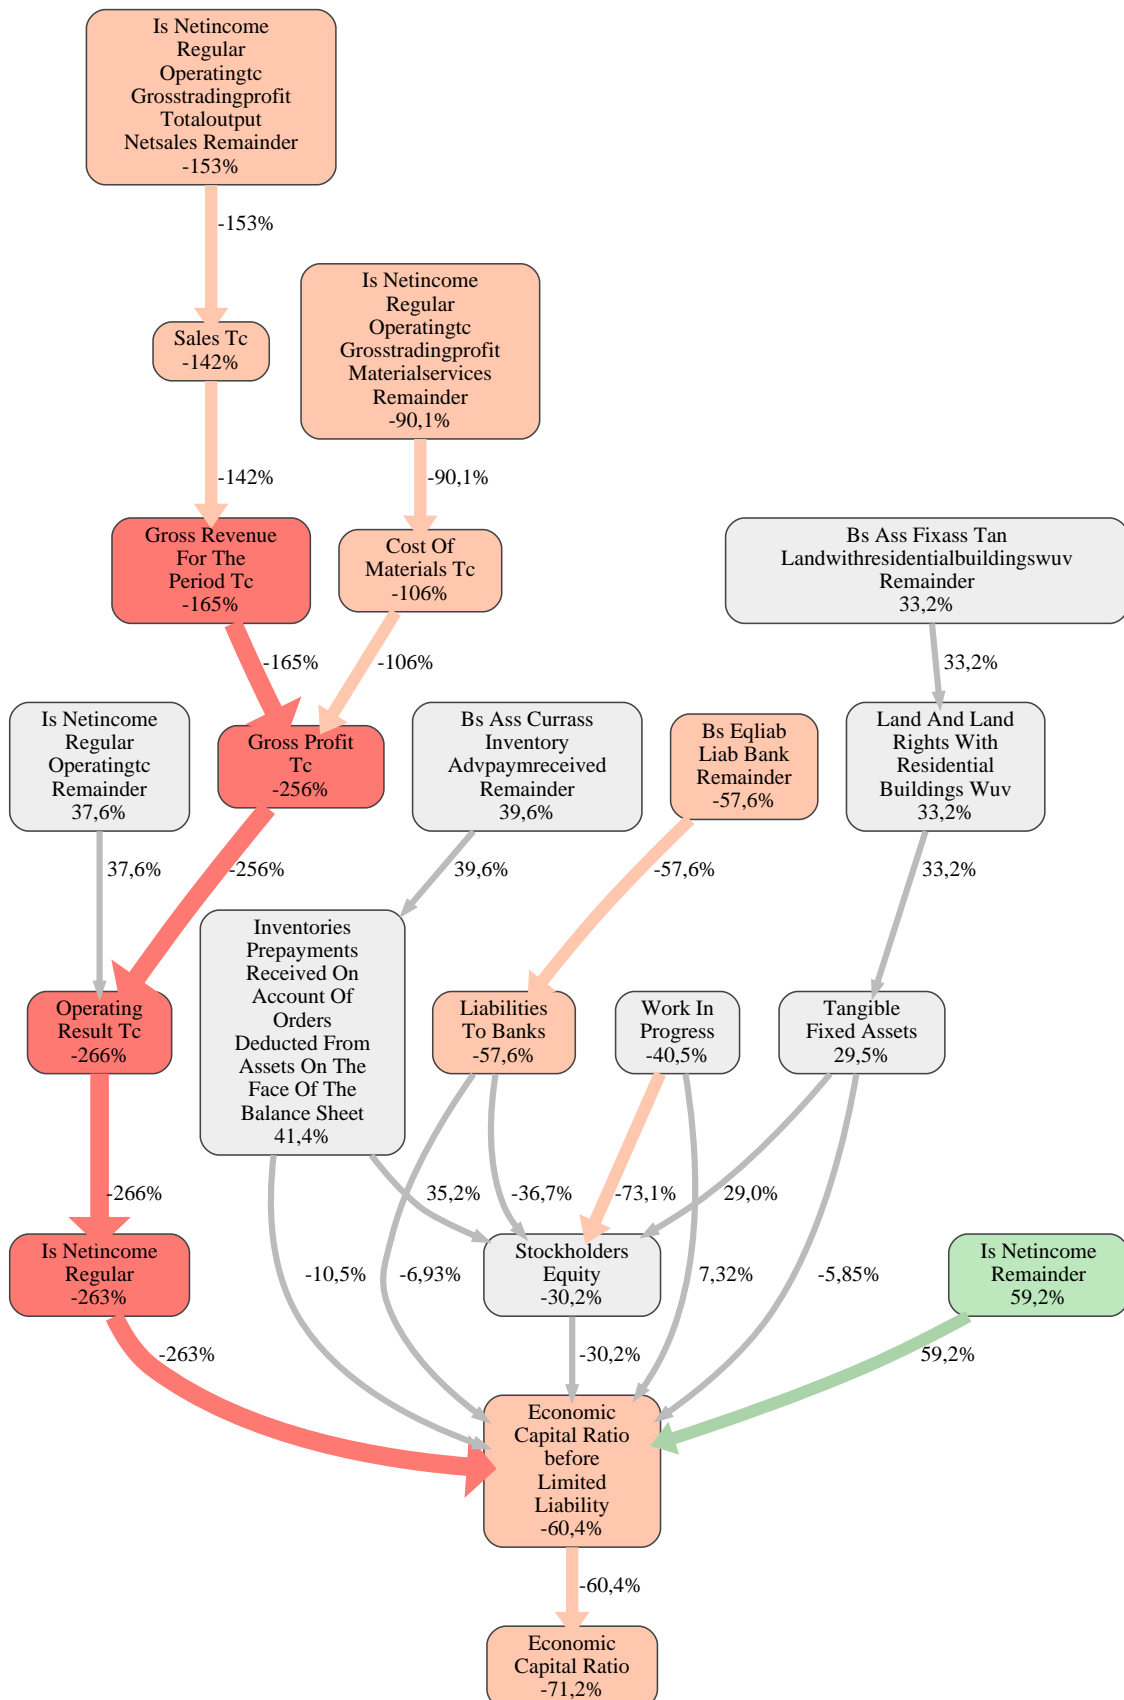 Is Netincome
Regular
Operatingtc
Grosstradingprofit
Totaloutput
Netsales Remainder
-153%
-153%
Is Netincome
Regular
Operatingtc
Grosstradingprofit
Materialservices
Remainder
-90,1%
Sales Tc
-142%
-142%
-90,1%
Gross Revenue
For The
Period Tc
-165%
Cost Of
Materials Tc
-106%
Bs Ass Fixass Tan
Landwithresidentialbuildingswuv
Remainder
33,2%
-165%
-106%
33,2%
Is Netincome
Regular
Operatingtc
Remainder
37,6%
Gross Profit
Tc
-256%
Bs Ass Currass
Inventory
Advpaymreceived
Remainder
39,6%
Bs Eqliab
Liab Bank
Remainder
-57,6%
Land And Land
Rights With
Residential
Buildings Wuv
33,2%
37,6%
-256%
39,6%
-57,6%
33,2%
Inventories
Prepayments
Received On
Account Of
Orders
Deducted From
Assets On The
Face Of The
Balance Sheet
41,4%
Operating
Result Tc
-266%
Liabilities
To Banks
-57,6%
Work In
Progress
-40,5%
Tangible
Fixed Assets
29,5%
-266%
35,2%
-36,7%
-73,1%
29,0%
Is Netincome
Regular
-263%
-10,5%
-6,93%
Stockholders
Equity
-30,2%
7,32%
-5,85%
Is Netincome
Remainder
59,2%
-263%
-30,2%
59,2%
Economic
Capital Ratio
before
Limited
Liability
-60,4%
-60,4%
Economic
Capital Ratio
-71,2%